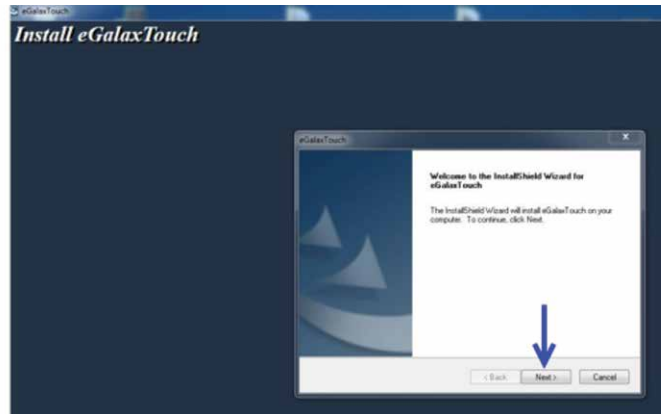 eGalaxTouch
Install eGalaxTouch
eGalaxTouch
Welcome to the InstallShield Wizard for
eGalaxTouch
The InstallShield Wizard will install eGalaxTouch on your
computer. To continue, click Next.
< Back Next > Cancel